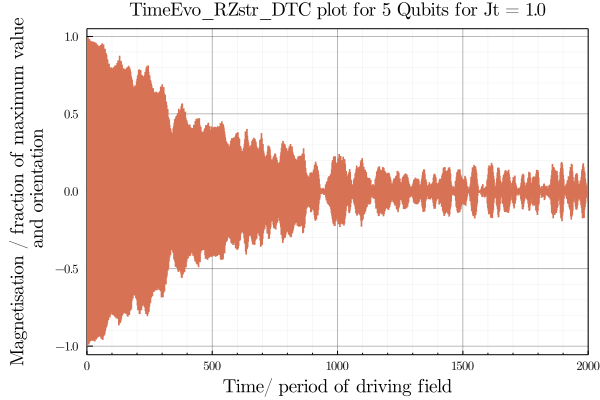 TimeEvo_RZstr_DTC plot for 5 Qubits for Jt = 1.0
Magnetisation / fraction of maximum value
and orientation
1.0
0.5
0.0
−0.5
−1.0
0 500 1000 1500 2000
Time/ period of driving field